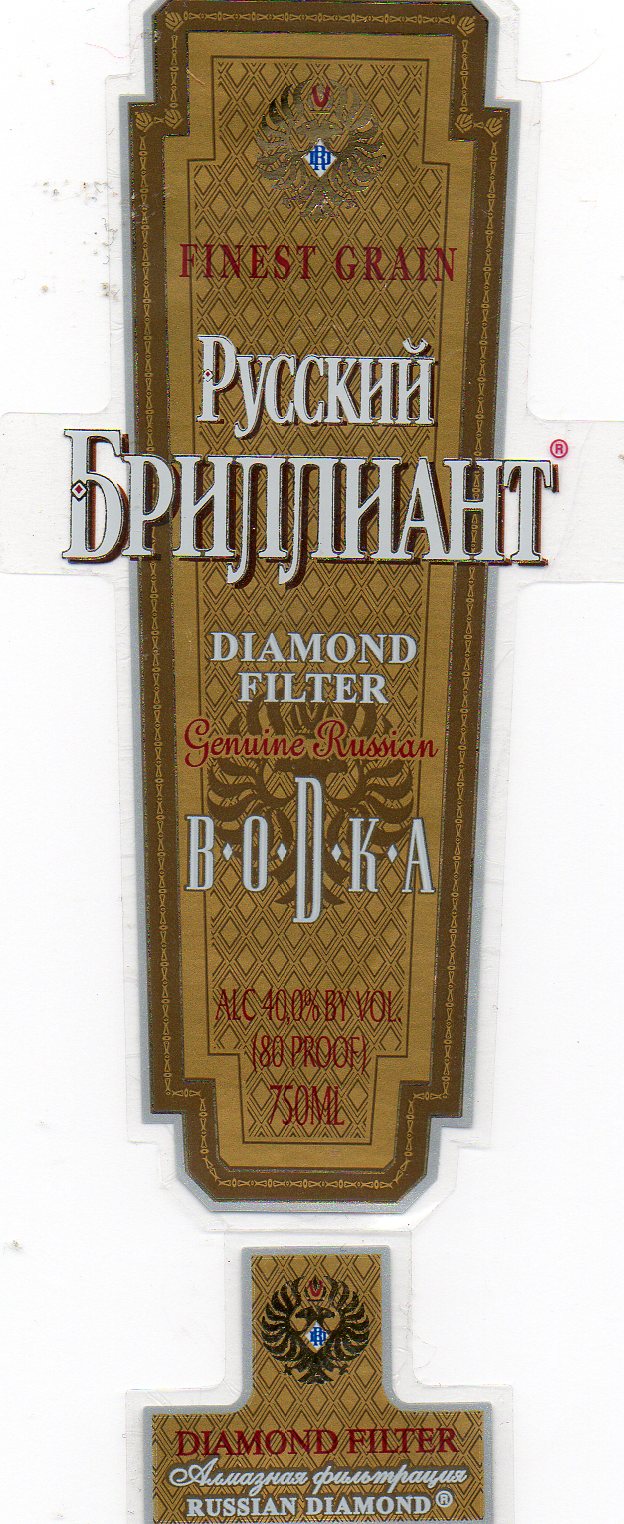 FINEST GRAIN
Русский
Бриллиант®
DIAMOND
FILTER
Genuine Russian
BODKA
ALC 40,0% BY VOL.
(80 PROOF)
750ML
DIAMOND FILTER
Алмазная фильтрация
RUSSIAN DIAMOND®